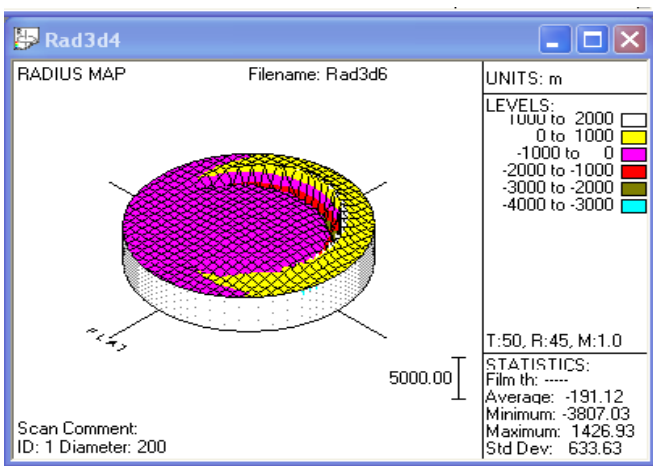 Rad3d4
RADIUS MAP
Filename: Rad3d6
FLAT
5000.00
Scan Comment:
ID: 1 Diameter: 200
UNITS: m
LEVELS:
1000 to 2000
0 to 1000
-1000 to 0
-2000 to -1000
-3000 to -2000
-4000 to -3000
T:50, R:45, M:1.0
STATISTICS:
Film th: -----
Average: -191.12
Minimum: -3807.03
Maximum: 1426.93
Std Dev: 633.63